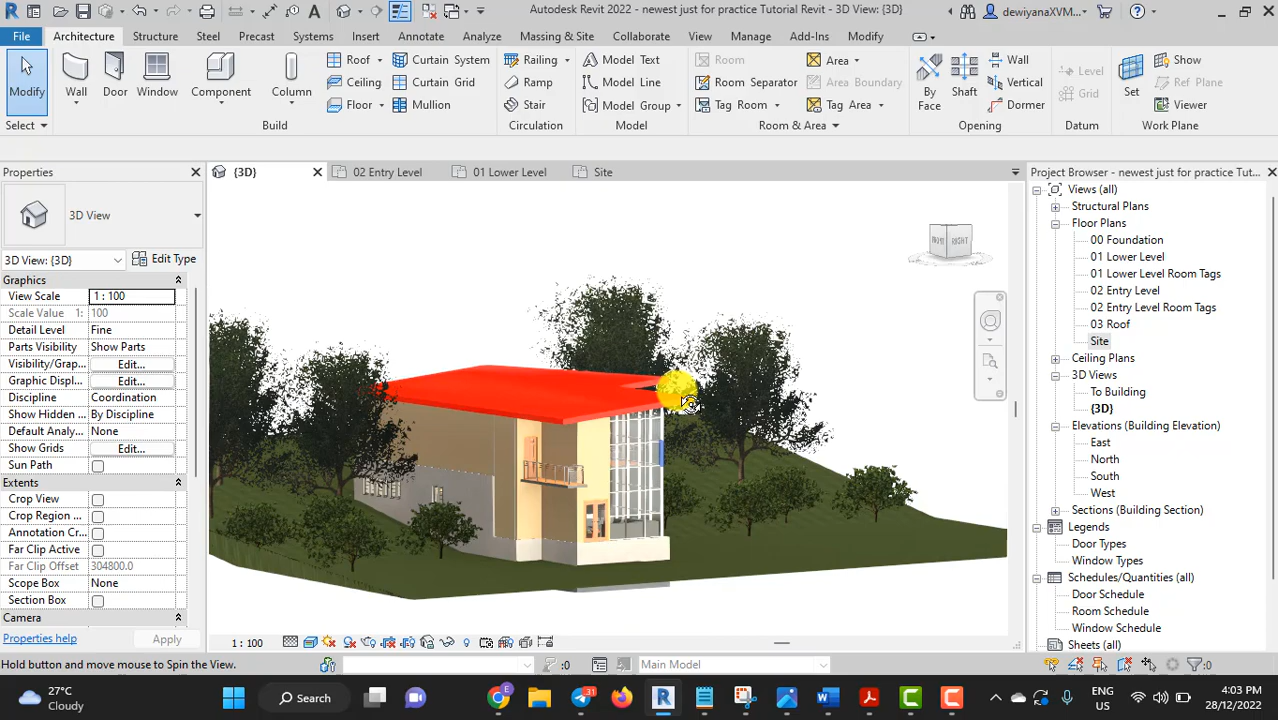 Autodesk Revit 2022 - newest just for practice Tutorial Revit - 3D View: {3D}
dewiyanaXVM...
File Architecture Structure Steel Precast Systems Insert Annotate Analyze Massing & Site Collaborate View Manage Add-Ins Modify
Modify Wall Door Window Component Column
Roof Curtain System Railing Model Text Room Area Wall Level Show
Ceiling Curtain Grid Ramp Model Line Room Separator Area Boundary By Face Shaft Vertical Grid Set Ref Plane
Floor Mullion Stair Model Group Tag Room Tag Area Dormer Viewer
Select Build Circulation Model Room & Area Opening Datum Work Plane
Properties
{3D} 02 Entry Level 01 Lower Level Site
Project Browser - newest just for practice Tut...
3D View
3D View: {3D} Edit Type
Graphics
View Scale 1 : 100
Scale Value 1: 100
Detail Level Fine
Parts Visibility Show Parts
Visibility/Grap... Edit...
Graphic Displ... Edit...
Discipline Coordination
Show Hidden ... By Discipline
Default Analy... None
Show Grids Edit...
Sun Path
Extents
Crop View
Crop Region ...
Annotation Cr...
Far Clip Active
Far Clip Offset 304800.0
Scope Box None
Section Box
Camera
Properties help Apply
FRONT RIGHT
Views (all)
Structural Plans
Floor Plans
00 Foundation
01 Lower Level
01 Lower Level Room Tags
02 Entry Level
02 Entry Level Room Tags
03 Roof
Site
Ceiling Plans
3D Views
To Building
{3D}
Elevations (Building Elevation)
East
North
South
West
Sections (Building Section)
Legends
Door Types
Window Types
Schedules/Quantities (all)
Door Schedule
Room Schedule
Window Schedule
Sheets (all)
1 : 100
Hold button and move mouse to Spin the View.
:0 Main Model :0
27°C
Cloudy
Search
31
ENG
US
4:03 PM
28/12/2022